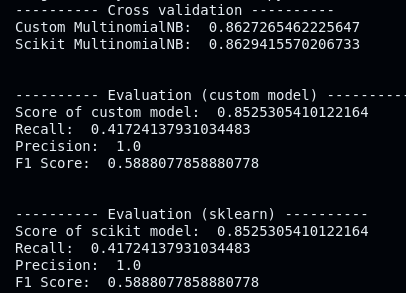 ---------- Cross validation ----------
Custom MultinomialNB:  0.8627265462225647
Scikit MultinomialNB:  0.8629415570206733
---------- Evaluation (custom model) ----------
Score of custom model:  0.8525305410122164
Recall:  0.41724137931034483
Precision:  1.0
F1 Score:  0.5888077858880778
---------- Evaluation (sklearn) ----------
Score of scikit model:  0.8525305410122164
Recall:  0.41724137931034483
Precision:  1.0
F1 Score:  0.5888077858880778